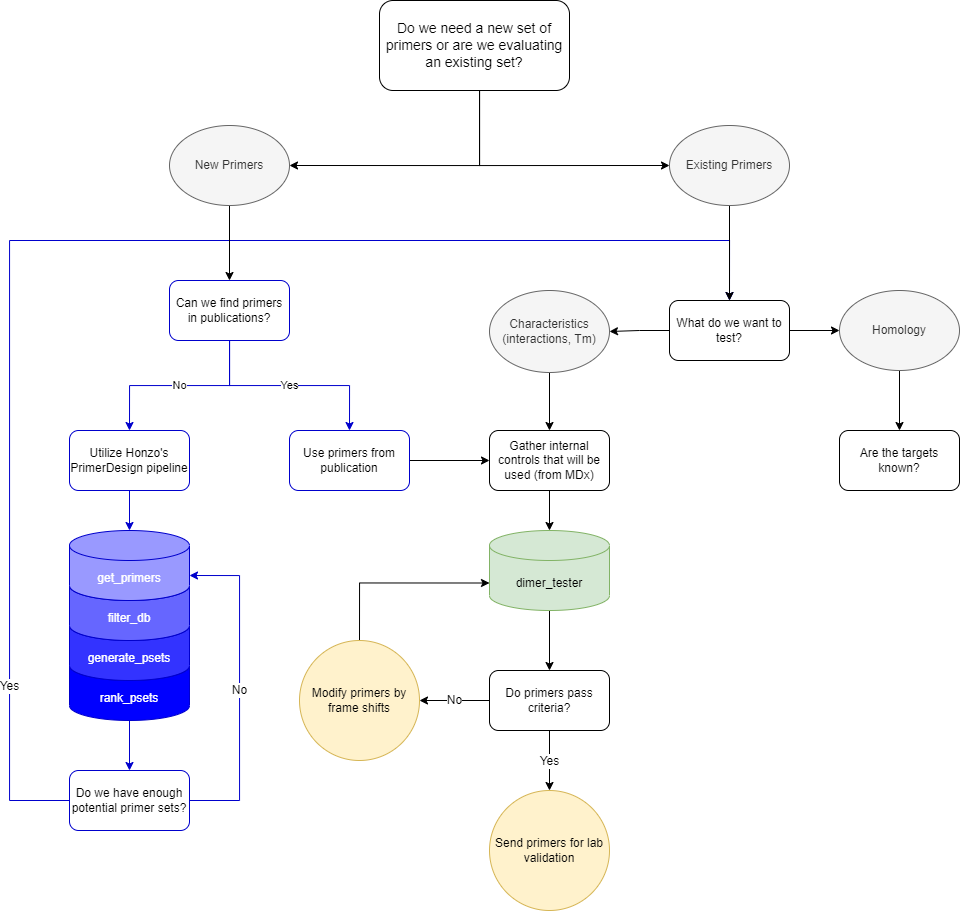 Do we need a new set of
primers or are we evaluating
an existing set?
New Primers
Existing Primers
Can we find primers
in publications?
Characteristics
(interactions, Tm)
What do we want to
test?
Homology
No
Yes
Utilize Honzo's
PrimerDesign pipeline
Use primers from
publication
Gather internal
controls that will be
used (from MDx)
Are the targets
known?
get_primers
filter_db
generate_psets
rank_psets
dimer_tester
Yes
No
Modify primers by
frame shifts
No
Do primers pass
criteria?
Yes
Do we have enough
potential primer sets?
Send primers for lab
validation